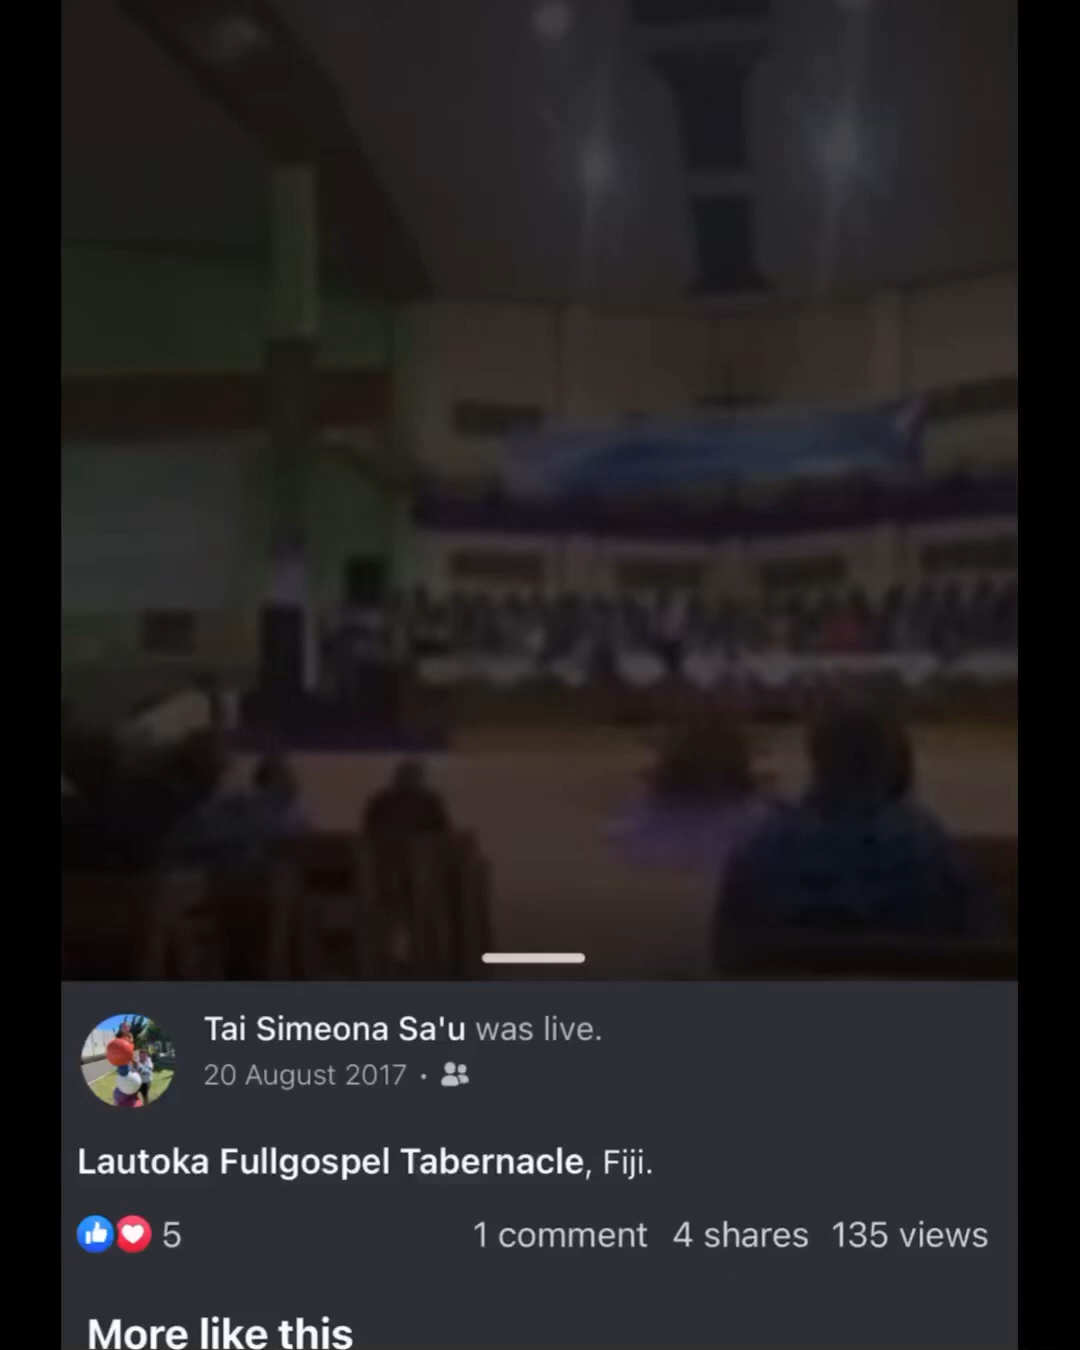 Tai Simeona Sa'u was live.
20 August 2017 ·
Lautoka Fullgospel Tabernacle, Fiji.
5 1 comment 4 shares 135 views
More like this